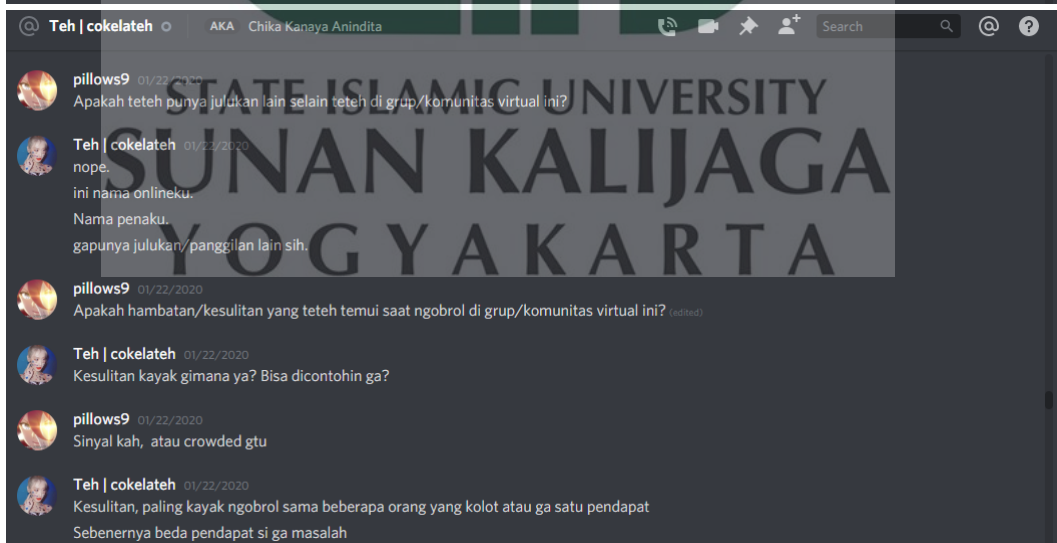 @ Teh | cokelateh AKA Chika Kanaya Anindita Search
pillows9 01/22/2020
Apakah teteh punya julukan lain selain teteh di grup/komunitas virtual ini?
STATE ISLAMIC UNIVERSITY
Teh | cokelateh 01/22/2020
nope.
SUNAN KALIJAGA
ini nama onlineku.
Nama penaku.
gapunya julukan/panggilan lain sih.
YOGYAKARTA
pillows9 01/22/2020
Apakah hambatan/kesulitan yang teteh temui saat ngobrol di grup/komunitas virtual ini? (edited)
Teh | cokelateh 01/22/2020
Kesulitan kayak gimana ya? Bisa dicontohin ga?
pillows9 01/22/2020
Sinyal kah, atau crowded gtu
Teh | cokelateh 01/22/2020
Kesulitan, paling kayak ngobrol sama beberapa orang yang kolot atau ga satu pendapat
Sebenernya beda pendapat si ga masalah